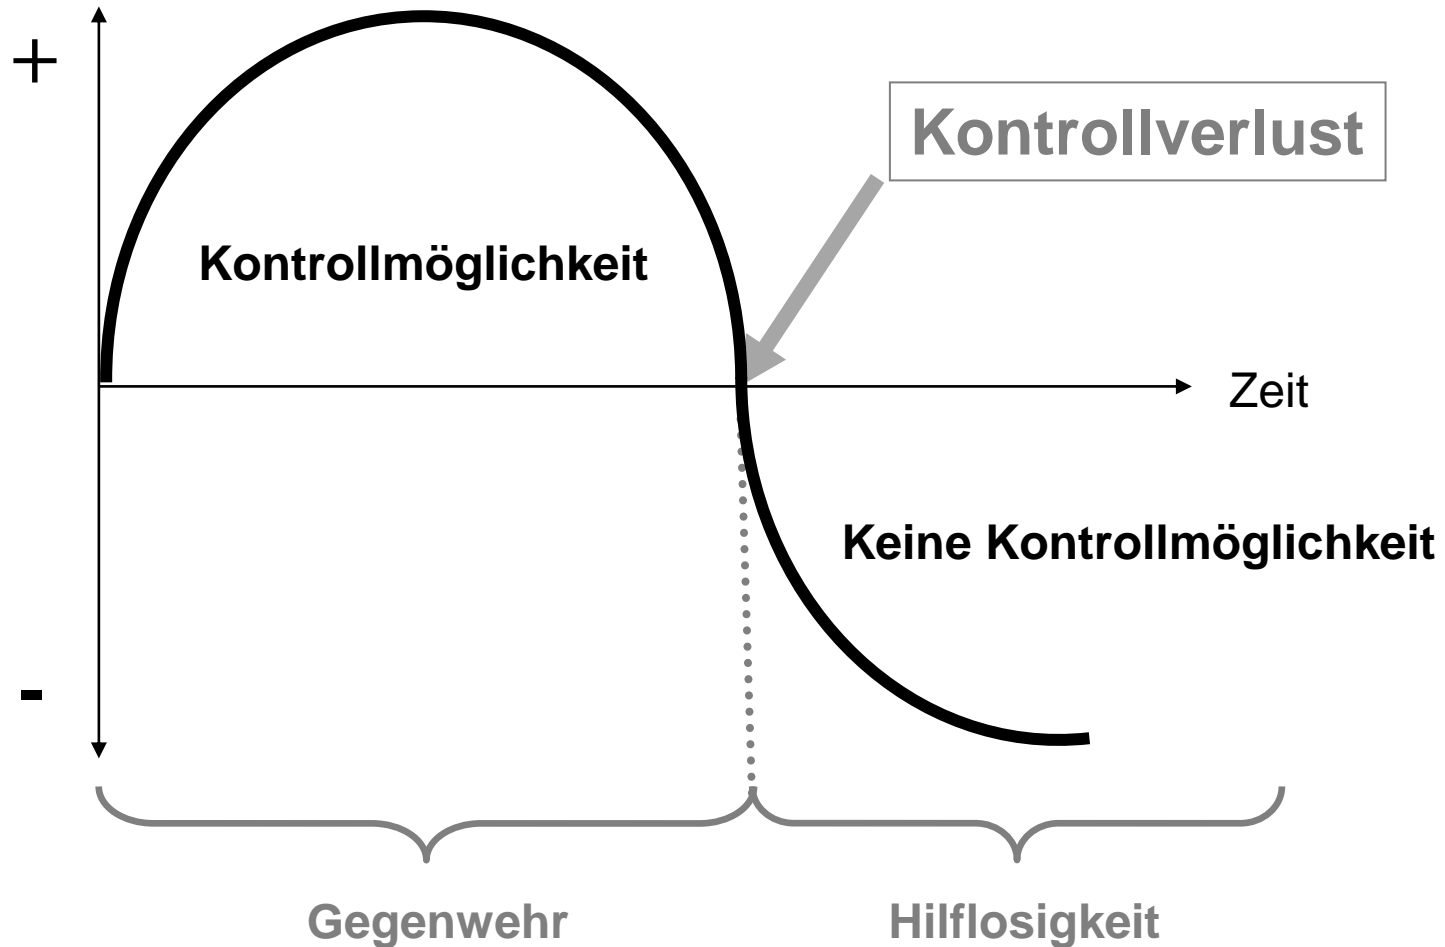 +
Kontrollverlust
Kontrollmöglichkeit
Zeit
Keine Kontrollmöglichkeit
-
Gegenwehr
Hilflosigkeit